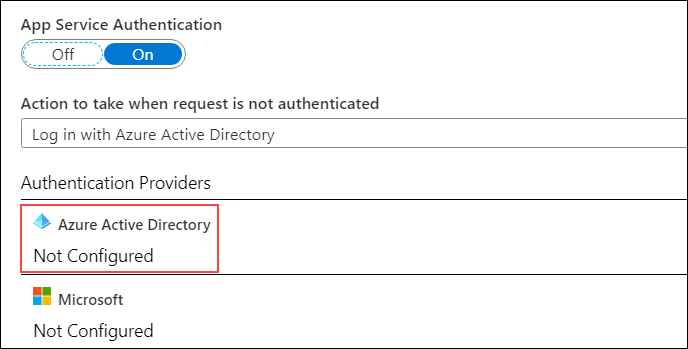 App Service Authentication
Off On
Action to take when request is not authenticated
Log in with Azure Active Directory
Authentication Providers
Azure Active Directory
Not Configured
Microsoft
Not Configured